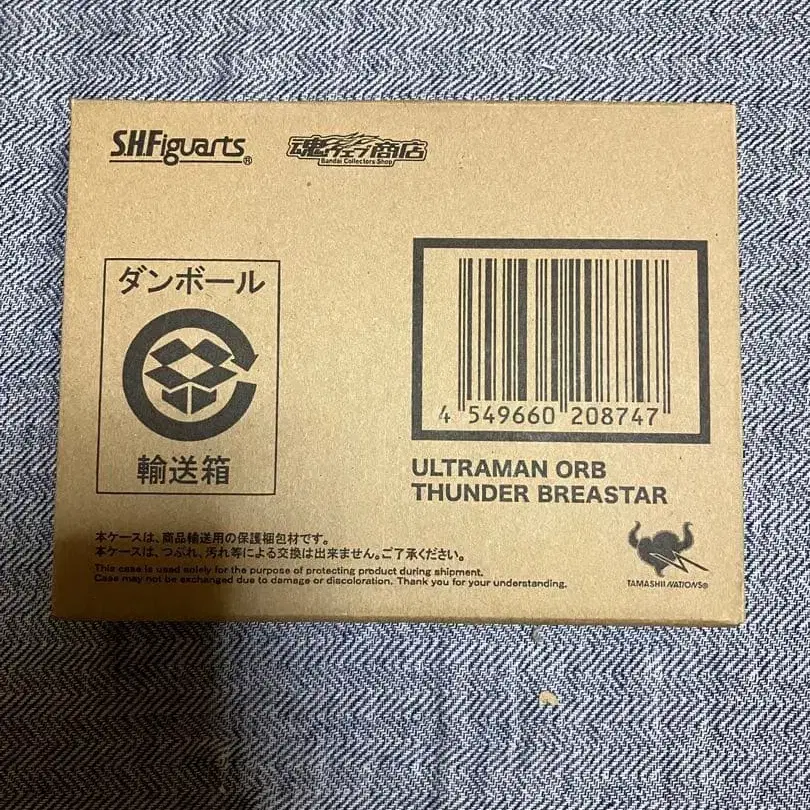 S.H.Figuarts®
魂ウェブ商店
Bandai Collectors Shop
ダンボール
輸送箱
4 549660 208747
ULTRAMAN ORB
THUNDER BREASTAR
本ケースは、商品輸送用の保護梱包材です。
本ケースは、つぶれ、汚れ等による交換は出来ません。ご了承ください。
This case is used solely for the purpose of protecting product during shipment.
Case may not be exchanged due to damage or discoloration. Thank you for your understanding.
TAMASHII NATIONS®